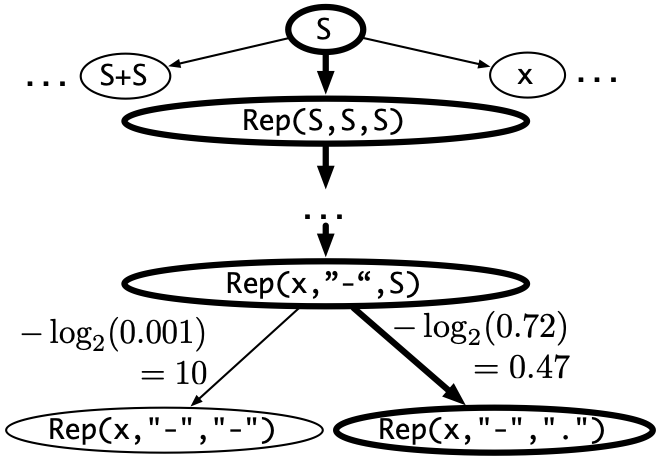 S
... S+S x ...
Rep(S,S,S)
...
Rep(x,”-“,S)
−log₂(0.001) −log₂(0.72)
= 10 = 0.47
Rep(x,"-","-") Rep(x,"-",".")